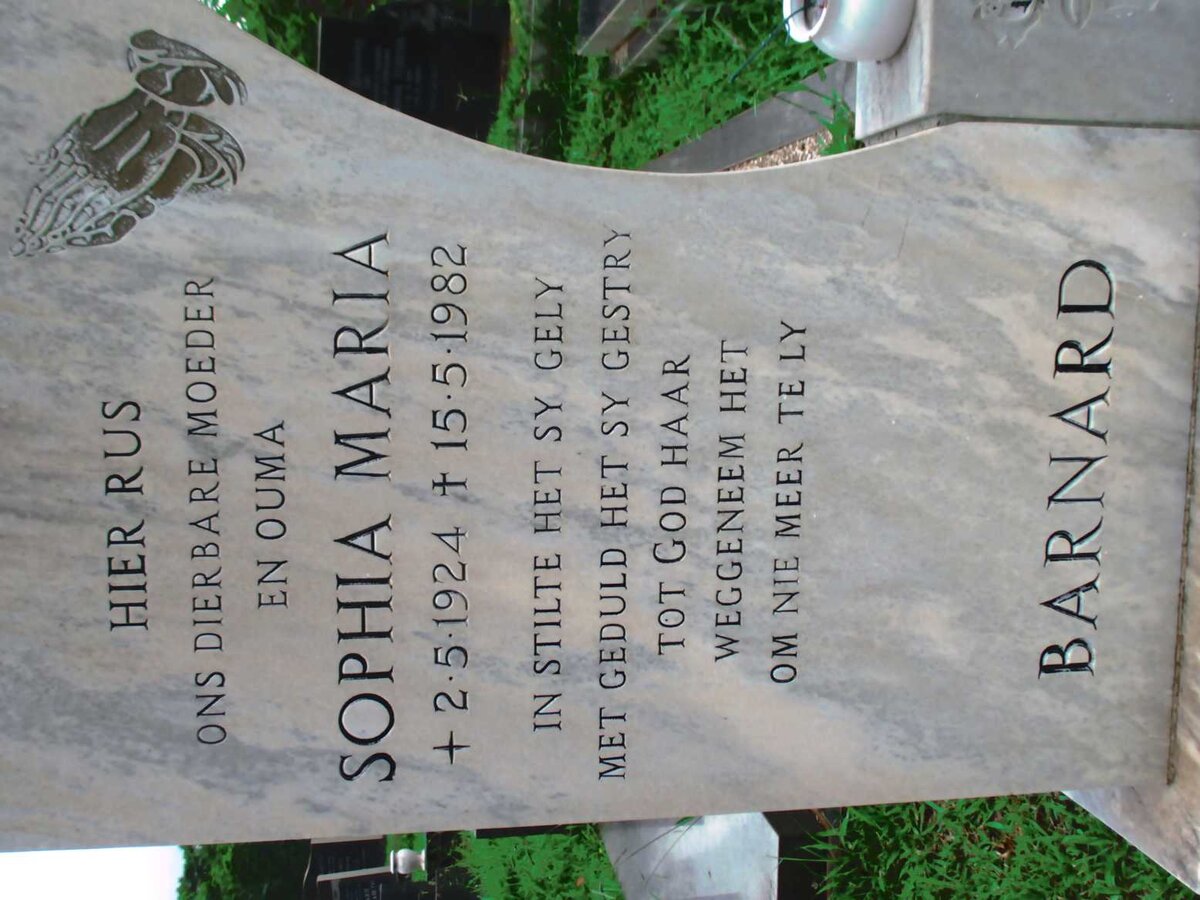 HIER RUS
ONS DIERBARE MOEDER
EN OUMA
SOPHIA MARIA
+ 2.5.1924 † 15.5.1982
IN STILTE HET SY GELY
MET GEDULD HET SY GESTRY
TOT GOD HAAR
WEGGENEEM HET
OM NIE MEER TE LY
BARNARD